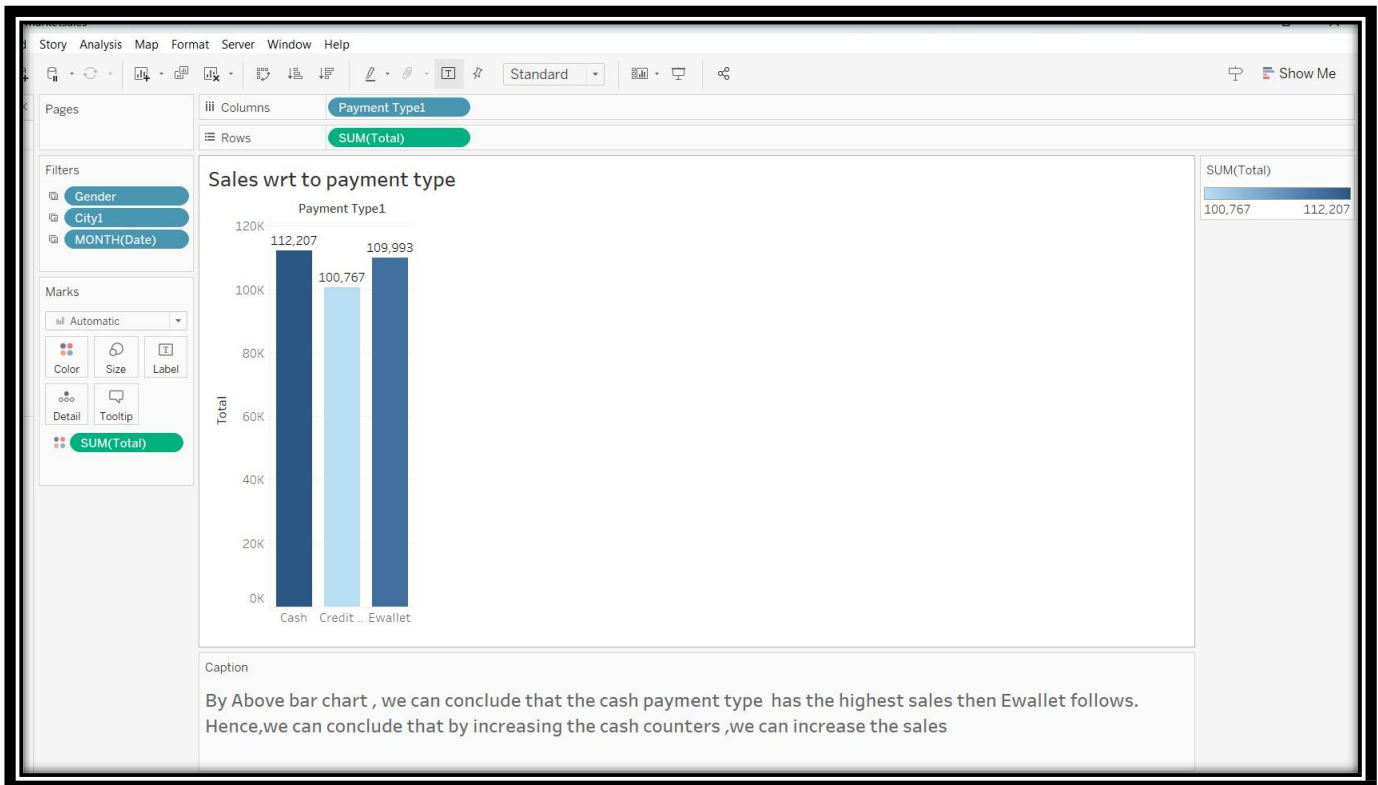 Story Analysis Map Format Server Window Help
Standard
Show Me
Pages
iii Columns
Payment Type1
Rows
SUM(Total)
Filters
Gender
City1
MONTH(Date)
Marks
Automatic
Color Size Label
Detail Tooltip
SUM(Total)
Sales wrt to payment type
Payment Type1
120K
100K
80K
60K
40K
20K
0K
Total
112,207
100,767
109,993
Cash Credit .. Ewallet
SUM(Total)
100,767 112,207
Caption
By Above bar chart , we can conclude that the cash payment type has the highest sales then Ewallet follows.
Hence,we can conclude that by increasing the cash counters ,we can increase the sales